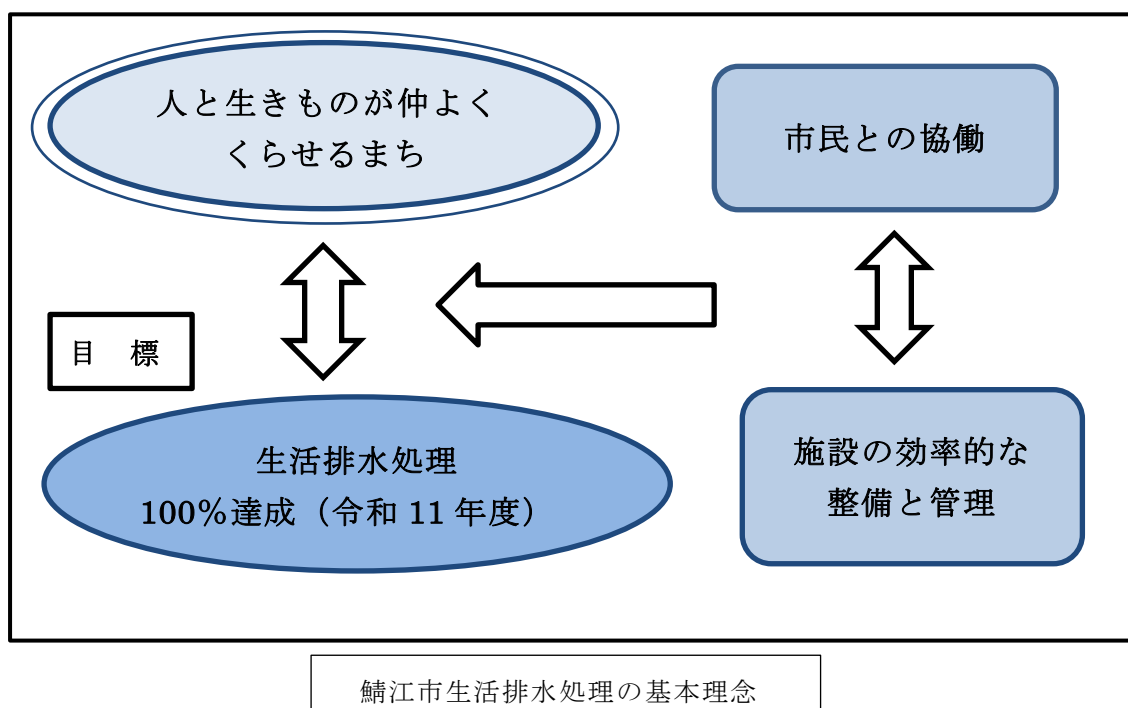 人と生きものが仲よく
くらせるまち
市民との協働
目　標
生活排水処理
100％達成（令和 11 年度）
施設の効率的な
整備と管理
鯖江市生活排水処理の基本理念